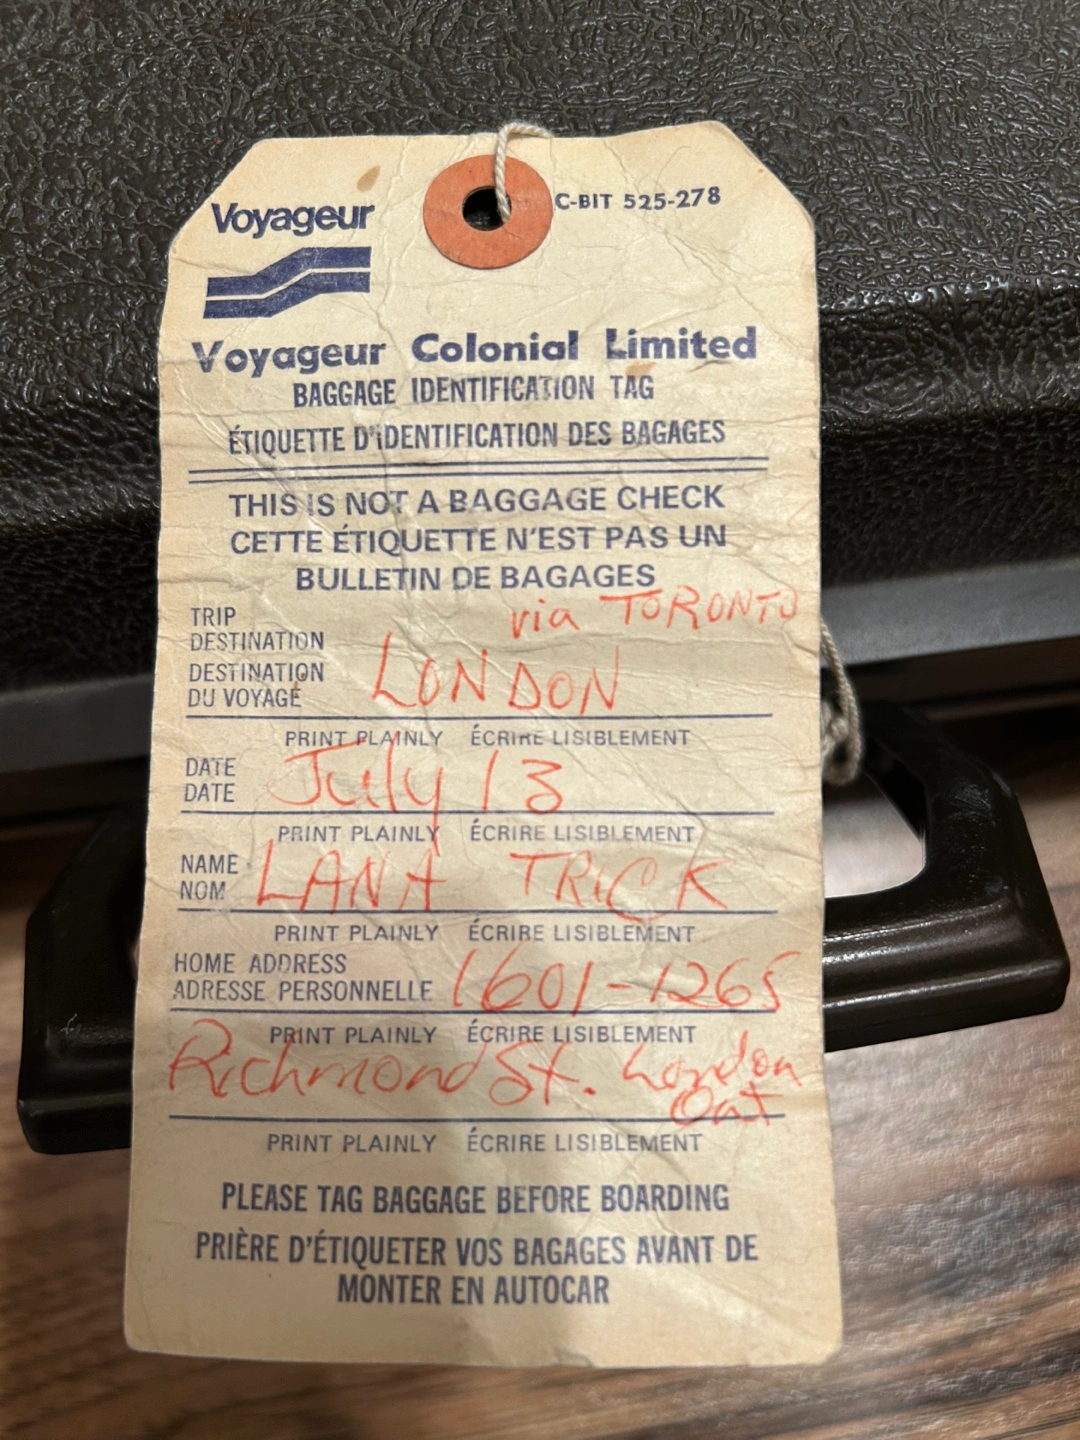 Voyageur
C-BIT 525-278
Voyageur Colonial Limited
BAGGAGE IDENTIFICATION TAG
ÉTIQUETTE D'IDENTIFICATION DES BAGAGES
THIS IS NOT A BAGGAGE CHECK
CETTE ÉTIQUETTE N'EST PAS UN
BULLETIN DE BAGAGES
via TORONTO
TRIP
DESTINATION
DESTINATION
DU VOYAGE
LONDON
PRINT PLAINLY ÉCRIRE LISIBLEMENT
DATE
DATE
July 13
PRINT PLAINLY ÉCRIRE LISIBLEMENT
NAME
NOM
LANA TRICK
PRINT PLAINLY ÉCRIRE LISIBLEMENT
HOME ADDRESS
ADRESSE PERSONNELLE
1601-1265
PRINT PLAINLY ÉCRIRE LISIBLEMENT
Richmond St. London
Ont
PRINT PLAINLY ÉCRIRE LISIBLEMENT
PLEASE TAG BAGGAGE BEFORE BOARDING
PRIÈRE D'ÉTIQUETER VOS BAGAGES AVANT DE
MONTER EN AUTOCAR